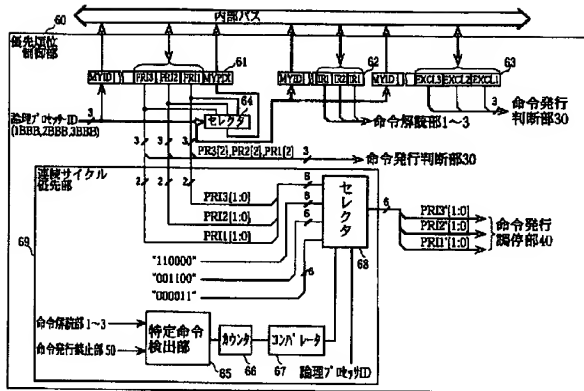 内部バス
60
優先順位
制御部
61
62
63
MYID
PRI3 PRI2 PRI1 MYPRI
MYID
IR1 IR2 IR1
MYID
EXCL3 EXCL2 EXCL1
64
セレクタ
論理プロセッサID 3
(1BBB,2BBB,3BBB)
3
命令発行
判断部30
命令解読部1~3
3 3 3
PR3[2],PR2[2],PR1[2] 3
命令発行判断部30
連続サイクル
優先部
2 2 2
PRI3[1:0]
PRI2[1:0]
PRI1[1:0]
6
6
6
6
セレクタ
68
6
PRI3'[1:0]
PRI2'[1:0]
PRI1'[1:0]
命令発行
調停部40
69
"110000"
"001100"
"000011"
命令解読部1~3
命令発行禁止部50
特定命令
検出部
65
カウンタ
66
コンパレータ
67
論理プロセッサID